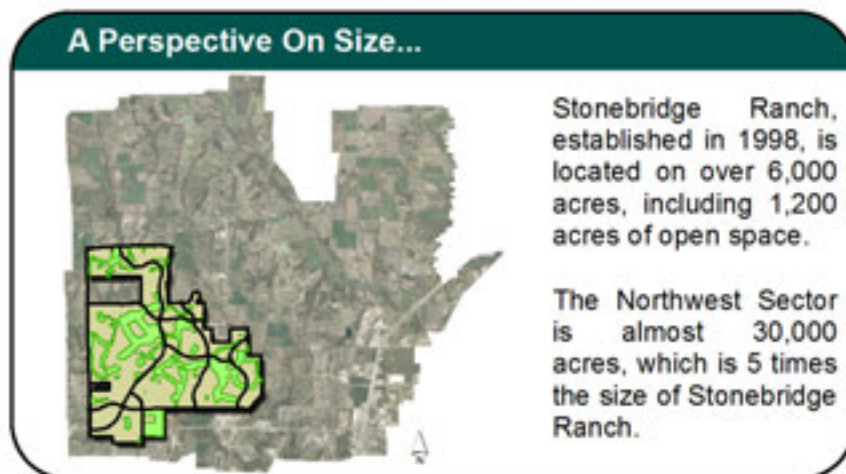 A Perspective On Size...
Stonebridge Ranch,
established in 1998, is
located on over 6,000
acres, including 1,200
acres of open space.
The Northwest Sector
is almost 30,000
acres, which is 5 times
the size of Stonebridge
Ranch.